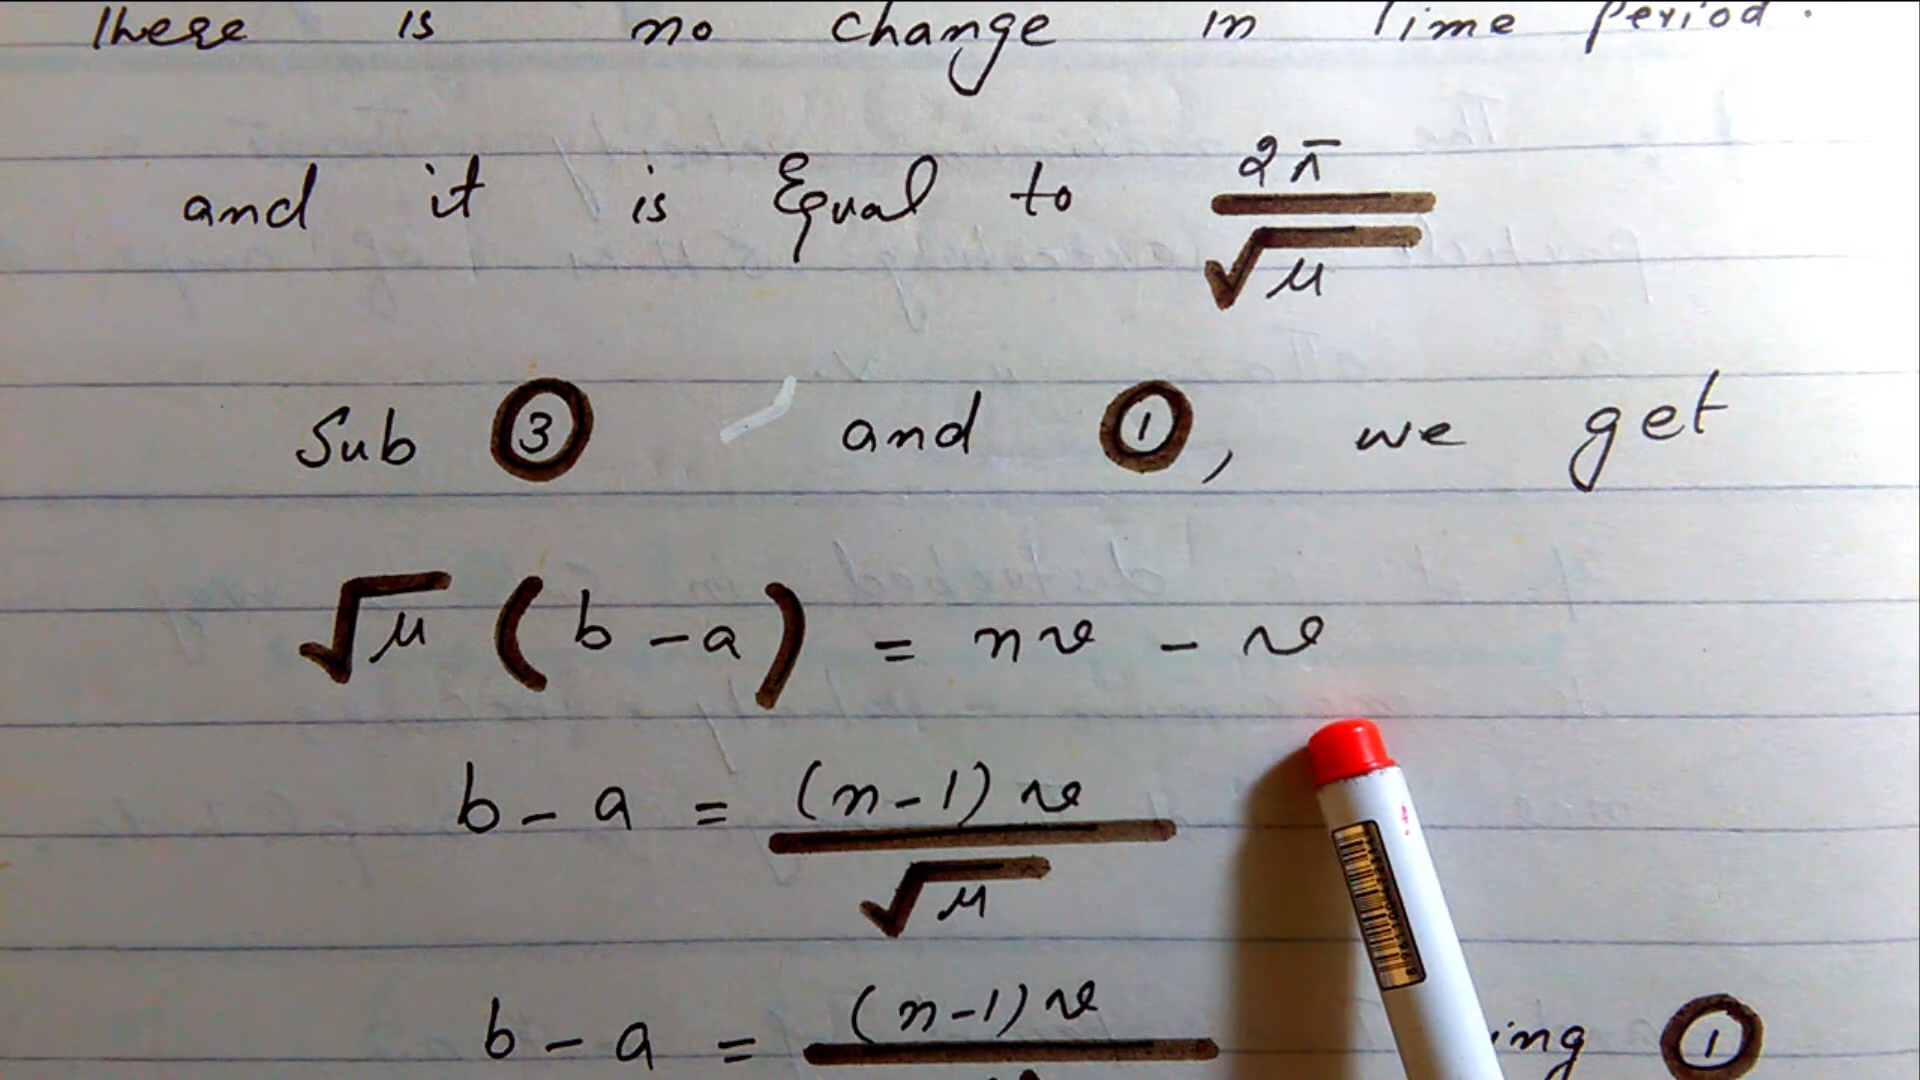 There is no change in Time Period.
and it is Equal to 2π/√μ
Sub ③ and ①, we get
√μ (b - a) = nv - v
b - a = (n-1) v/√μ
b - a = (n-1) v ing ①